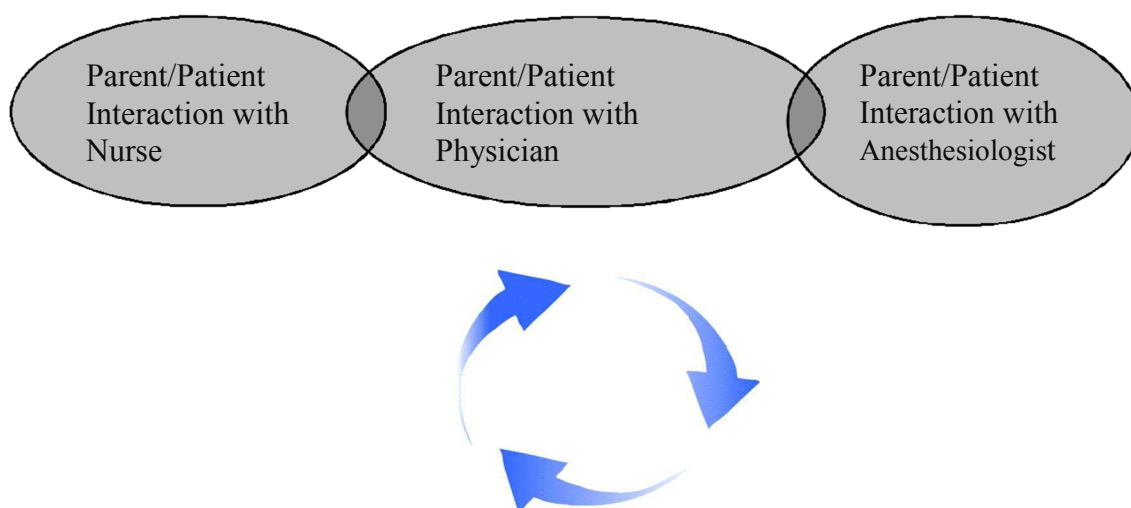 Parent/Patient
Interaction with
Nurse
Parent/Patient
Interaction with
Physician
Parent/Patient
Interaction with
Anesthesiologist